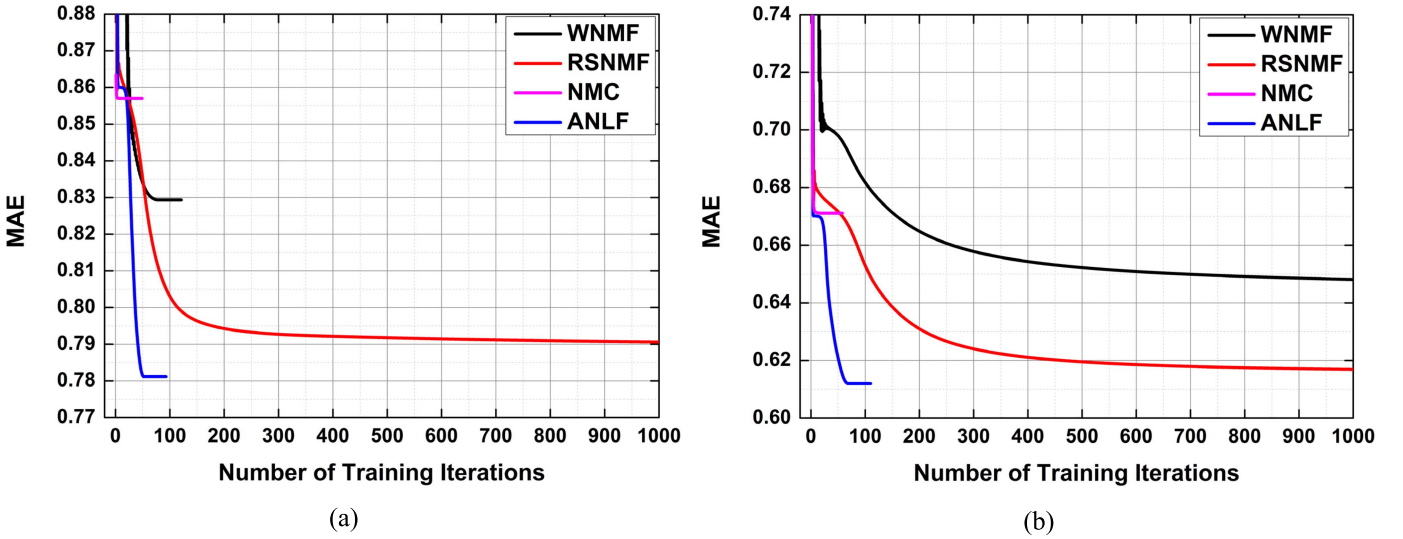 0.88
0.87
0.86
0.85
0.84
0.83
0.82
0.81
0.80
0.79
0.78
0.77
MAE
WNMF
RSNMF
NMC
ANLF
0 100 200 300 400 500 600 700 800 900 1000
Number of Training Iterations
(a)
0.74
0.72
0.70
0.68
0.66
0.64
0.62
0.60
MAE
WNMF
RSNMF
NMC
ANLF
0 100 200 300 400 500 600 700 800 900 1000
Number of Training Iterations
(b)